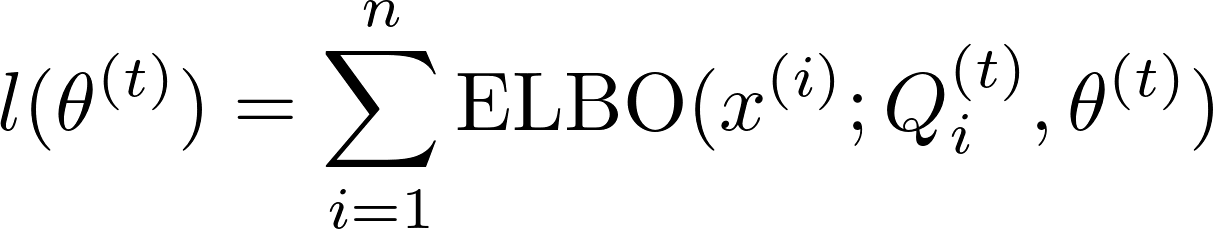 l(θ^{(t)}) = \sum_{i=1}^{n} ELBO(x^{(i)}; Q_i^{(t)}, θ^{(t)})